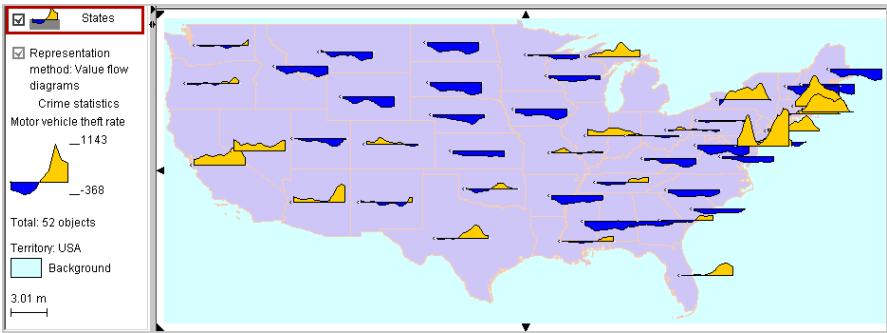 States
Representation
method: Value flow
diagrams
Crime statistics
Motor vehicle theft rate
1143
-368
Total: 52 objects
Territory: USA
Background
3.01 m